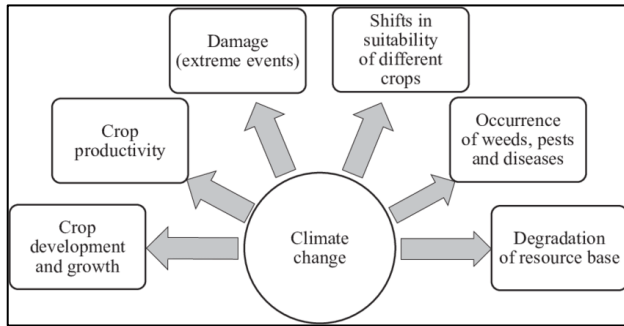 Damage
(extreme events)
Shifts in
suitability
of different
crops
Crop
productivity
Occurrence
of weeds, pests
and diseases
Crop
development
and growth
Climate
change
Degradation
of resource base